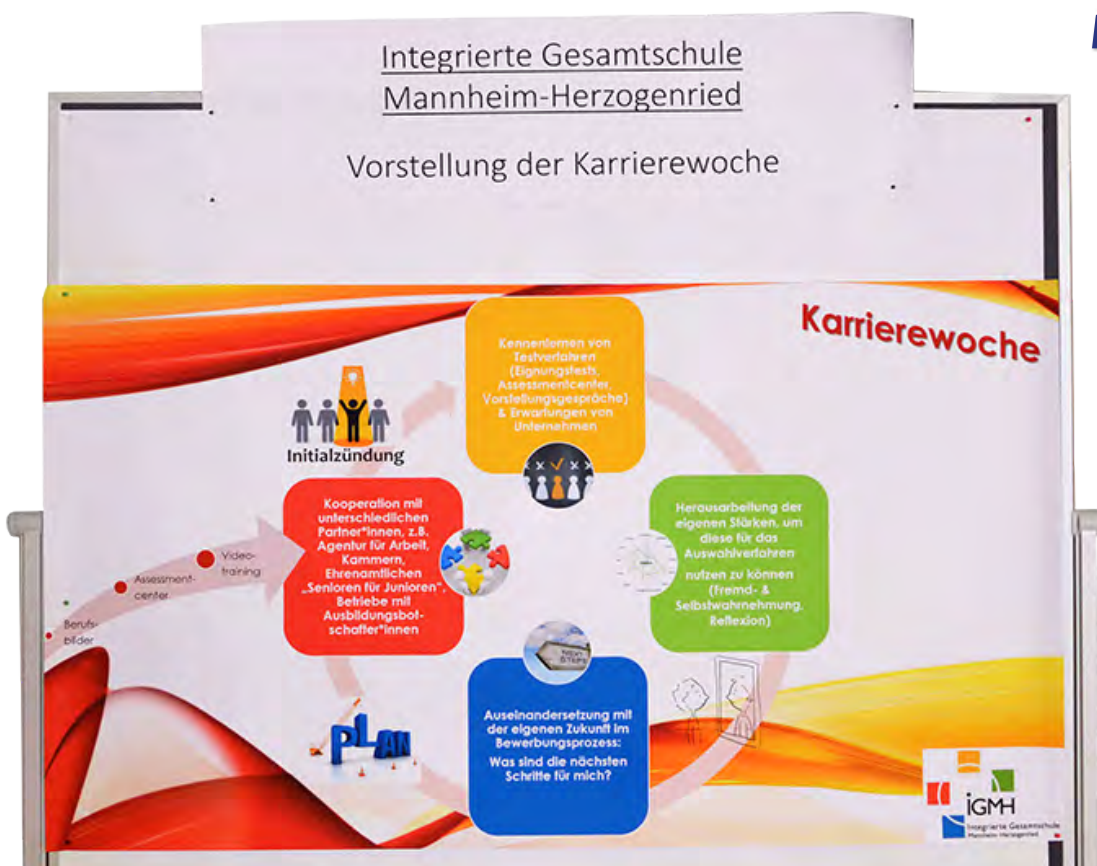 Integrierte Gesamtschule
Mannheim-Herzogenried
Vorstellung der Karrierewoche
Karrierewoche
Kennenlernen von
Testverfahren
(Eignungstests,
Assessmentcenter,
Vorstellungsgespräche)
& Erwartungen von
Unternehmen
Initialzündung
Kooperation mit
unterschiedlichen
Partner*innen, z.B.
Agentur für Arbeit,
Kammern,
Ehrenamtlichen
„Senioren für Junioren“,
Betriebe mit
Ausbildungsbot-
schafter*innen
Herausarbeitung der
eigenen Stärken, um
diese für das
Auswahlverfahren
nutzen zu können
(Fremd- &
Selbstwahrnehmung,
Reflexion)
Video-
training
Assessment-
center
Berufs-
bilder
NEXT
STEPS
Auseinandersetzung mit
der eigenen Zukunft im
Bewerbungsprozess:
Was sind die nächsten
Schritte für mich?
PLAN
iGMH
Integrierte Gesamtschule
Mannheim Herzogenried